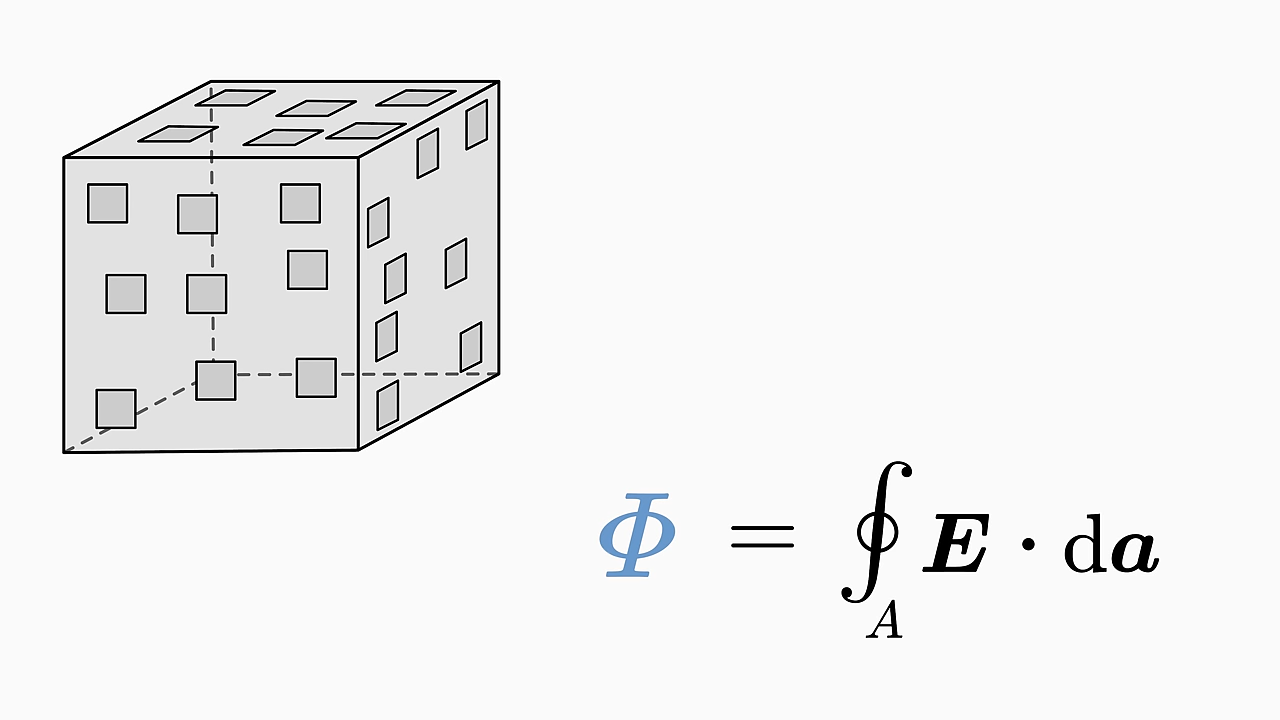 Φ = ∮_A E · da